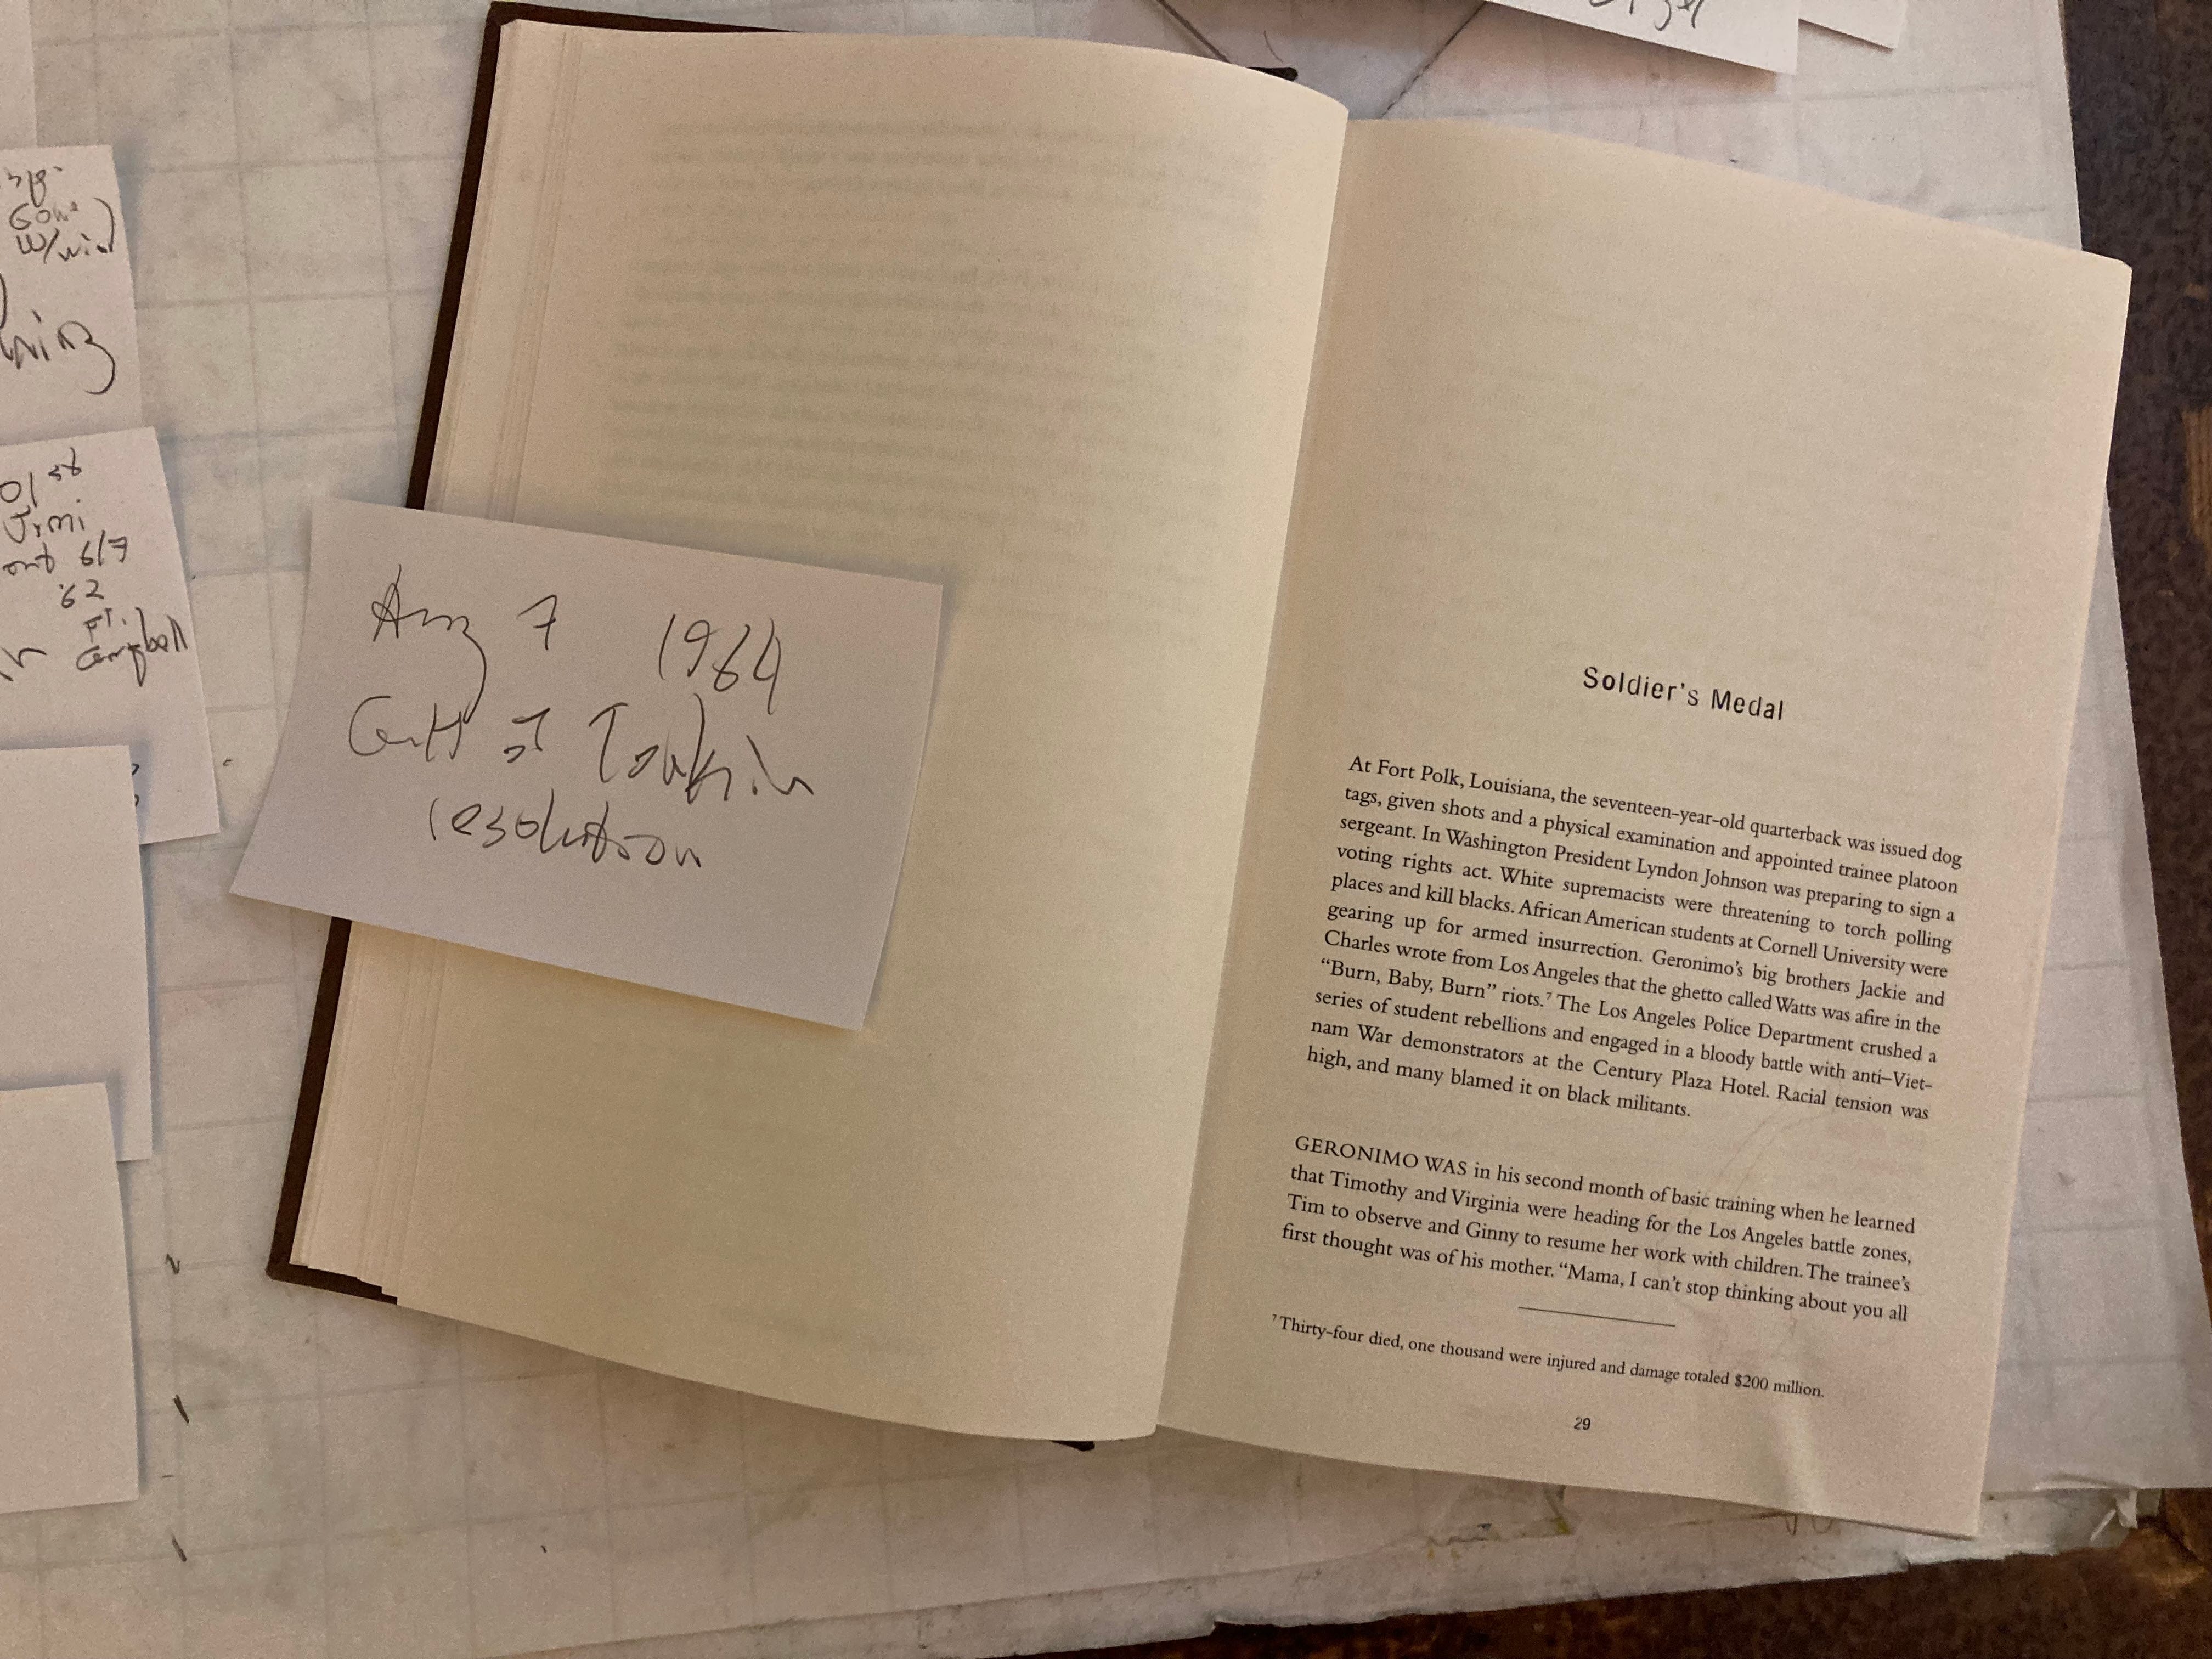 Gone
w/wind
01st
6/7
'62
Ft.
Campbell
Aug 7 1964
Gulf of Tonkin
resolution
Soldier's Medal
At Fort Polk, Louisiana, the seventeen-year-old quarterback was issued dog
tags, given shots and a physical examination and appointed trainee platoon
sergeant. In Washington President Lyndon Johnson was preparing to sign a
voting rights act. White supremacists were threatening to torch polling
places and kill blacks. African American students at Cornell University were
gearing up for armed insurrection. Geronimo's big brothers Jackie and
Charles wrote from Los Angeles that the ghetto called Watts was afire in the
“Burn, Baby, Burn” riots.⁷ The Los Angeles Police Department crushed a
series of student rebellions and engaged in a bloody battle with anti–Viet-
nam War demonstrators at the Century Plaza Hotel. Racial tension was
high, and many blamed it on black militants.
GERONIMO WAS in his second month of basic training when he learned
that Timothy and Virginia were heading for the Los Angeles battle zones,
Tim to observe and Ginny to resume her work with children. The trainee's
first thought was of his mother. “Mama, I can't stop thinking about you all
⁷ Thirty-four died, one thousand were injured and damage totaled $200 million.
29